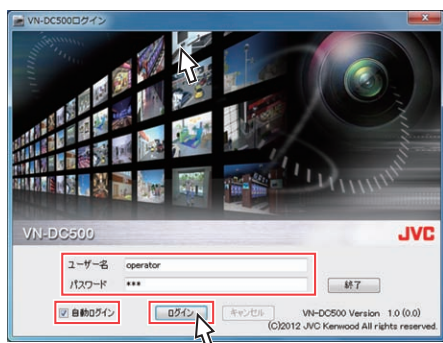 VN-DC500ログイン
VN-DC500
JVC
ユーザー名 operator
パスワード ***
終了
自動ログイン ログイン キャンセル
VN-DC500 Version 1.0 (0.0)
(C)2012 JVC Kenwood All rights reserved.